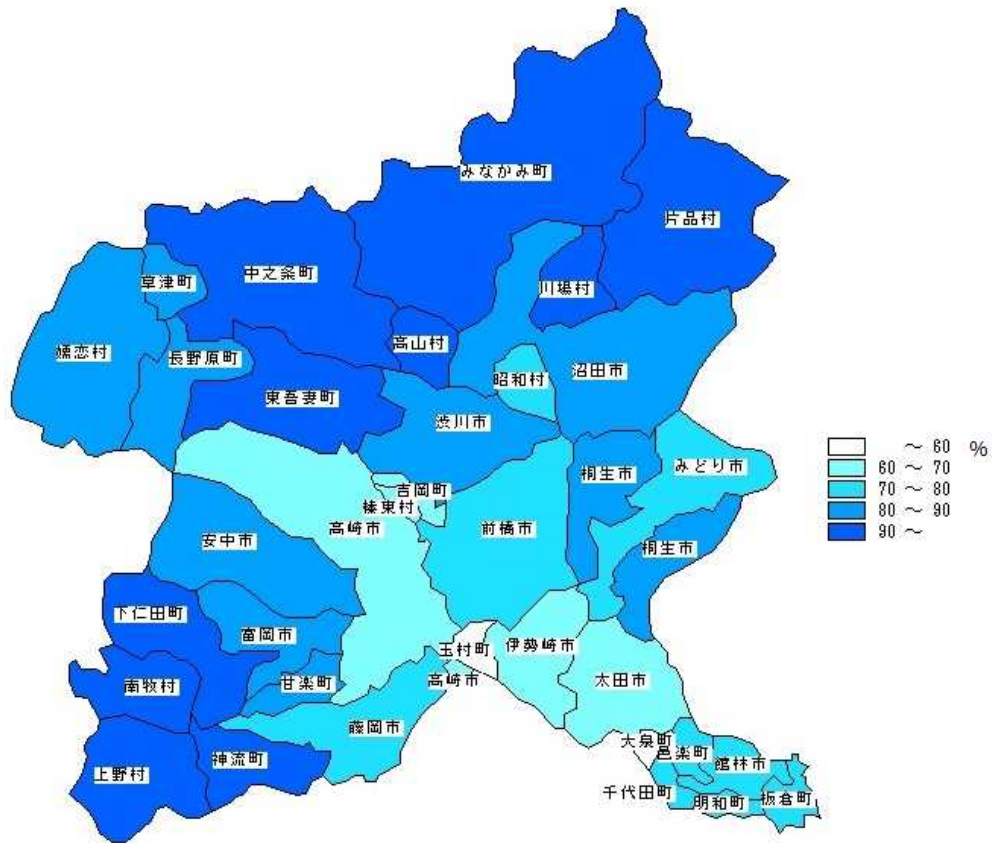 みなかみ町
片品村
中之条町
草津町
川場村
高山村
嬬恋村
長野原町
昭和村
沼田市
東吾妻町
渋川市
～ 60 %
60 ～ 70
70 ～ 80
80 ～ 90
90 ～
桐生市
みどり市
吉岡町
榛東村
高崎市
前橋市
安中市
桐生市
下仁田町
富岡市
玉村町
伊勢崎市
南牧村
甘楽町
高崎市
太田市
藤岡市
大泉町
邑楽町
館林市
上野村
神流町
千代田町
明和町
板倉町